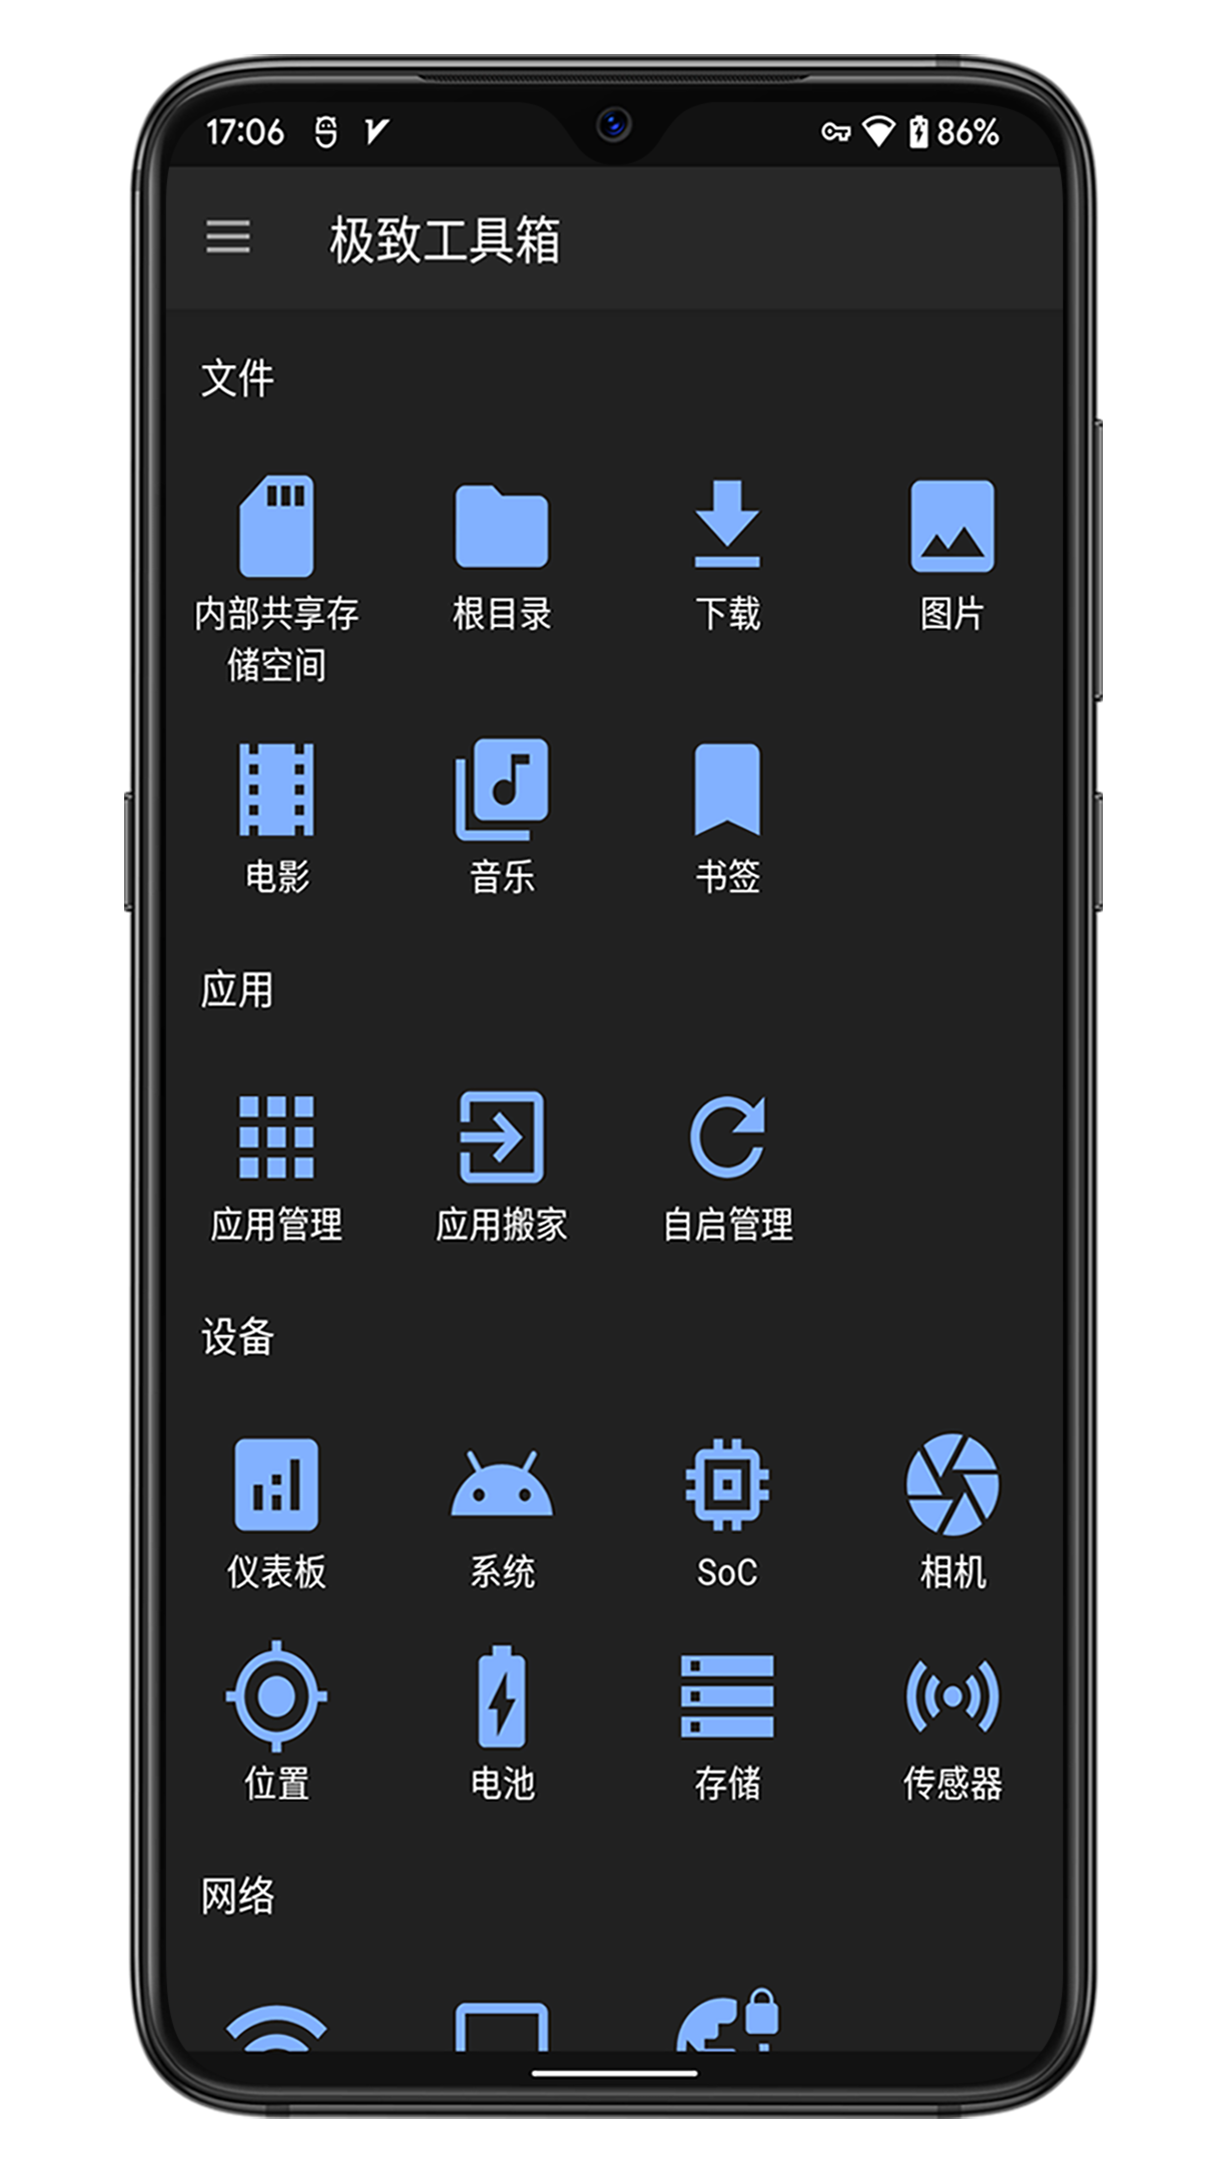 17:06 86%
极致工具箱
文件
内部共享存
储空间
根目录
下载
图片
电影
音乐
书签
应用
应用管理
应用搬家
自启管理
设备
仪表板
系统
SoC
相机
位置
电池
存储
传感器
网络